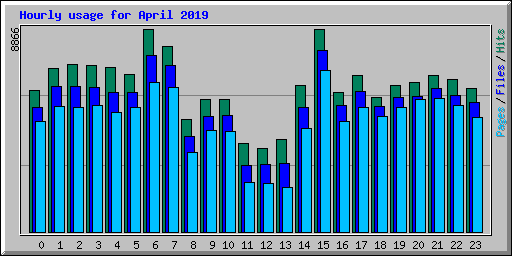 Hourly usage for April 2019
8866
Pages / Files / Hits
0 1 2 3 4 5 6 7 8 9 10 11 12 13 14 15 16 17 18 19 20 21 22 23